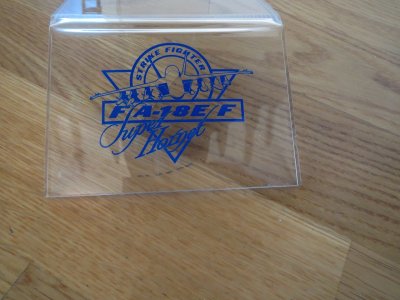 STRIKE FIGHTER
F/A-18E/F
Super
Hornet